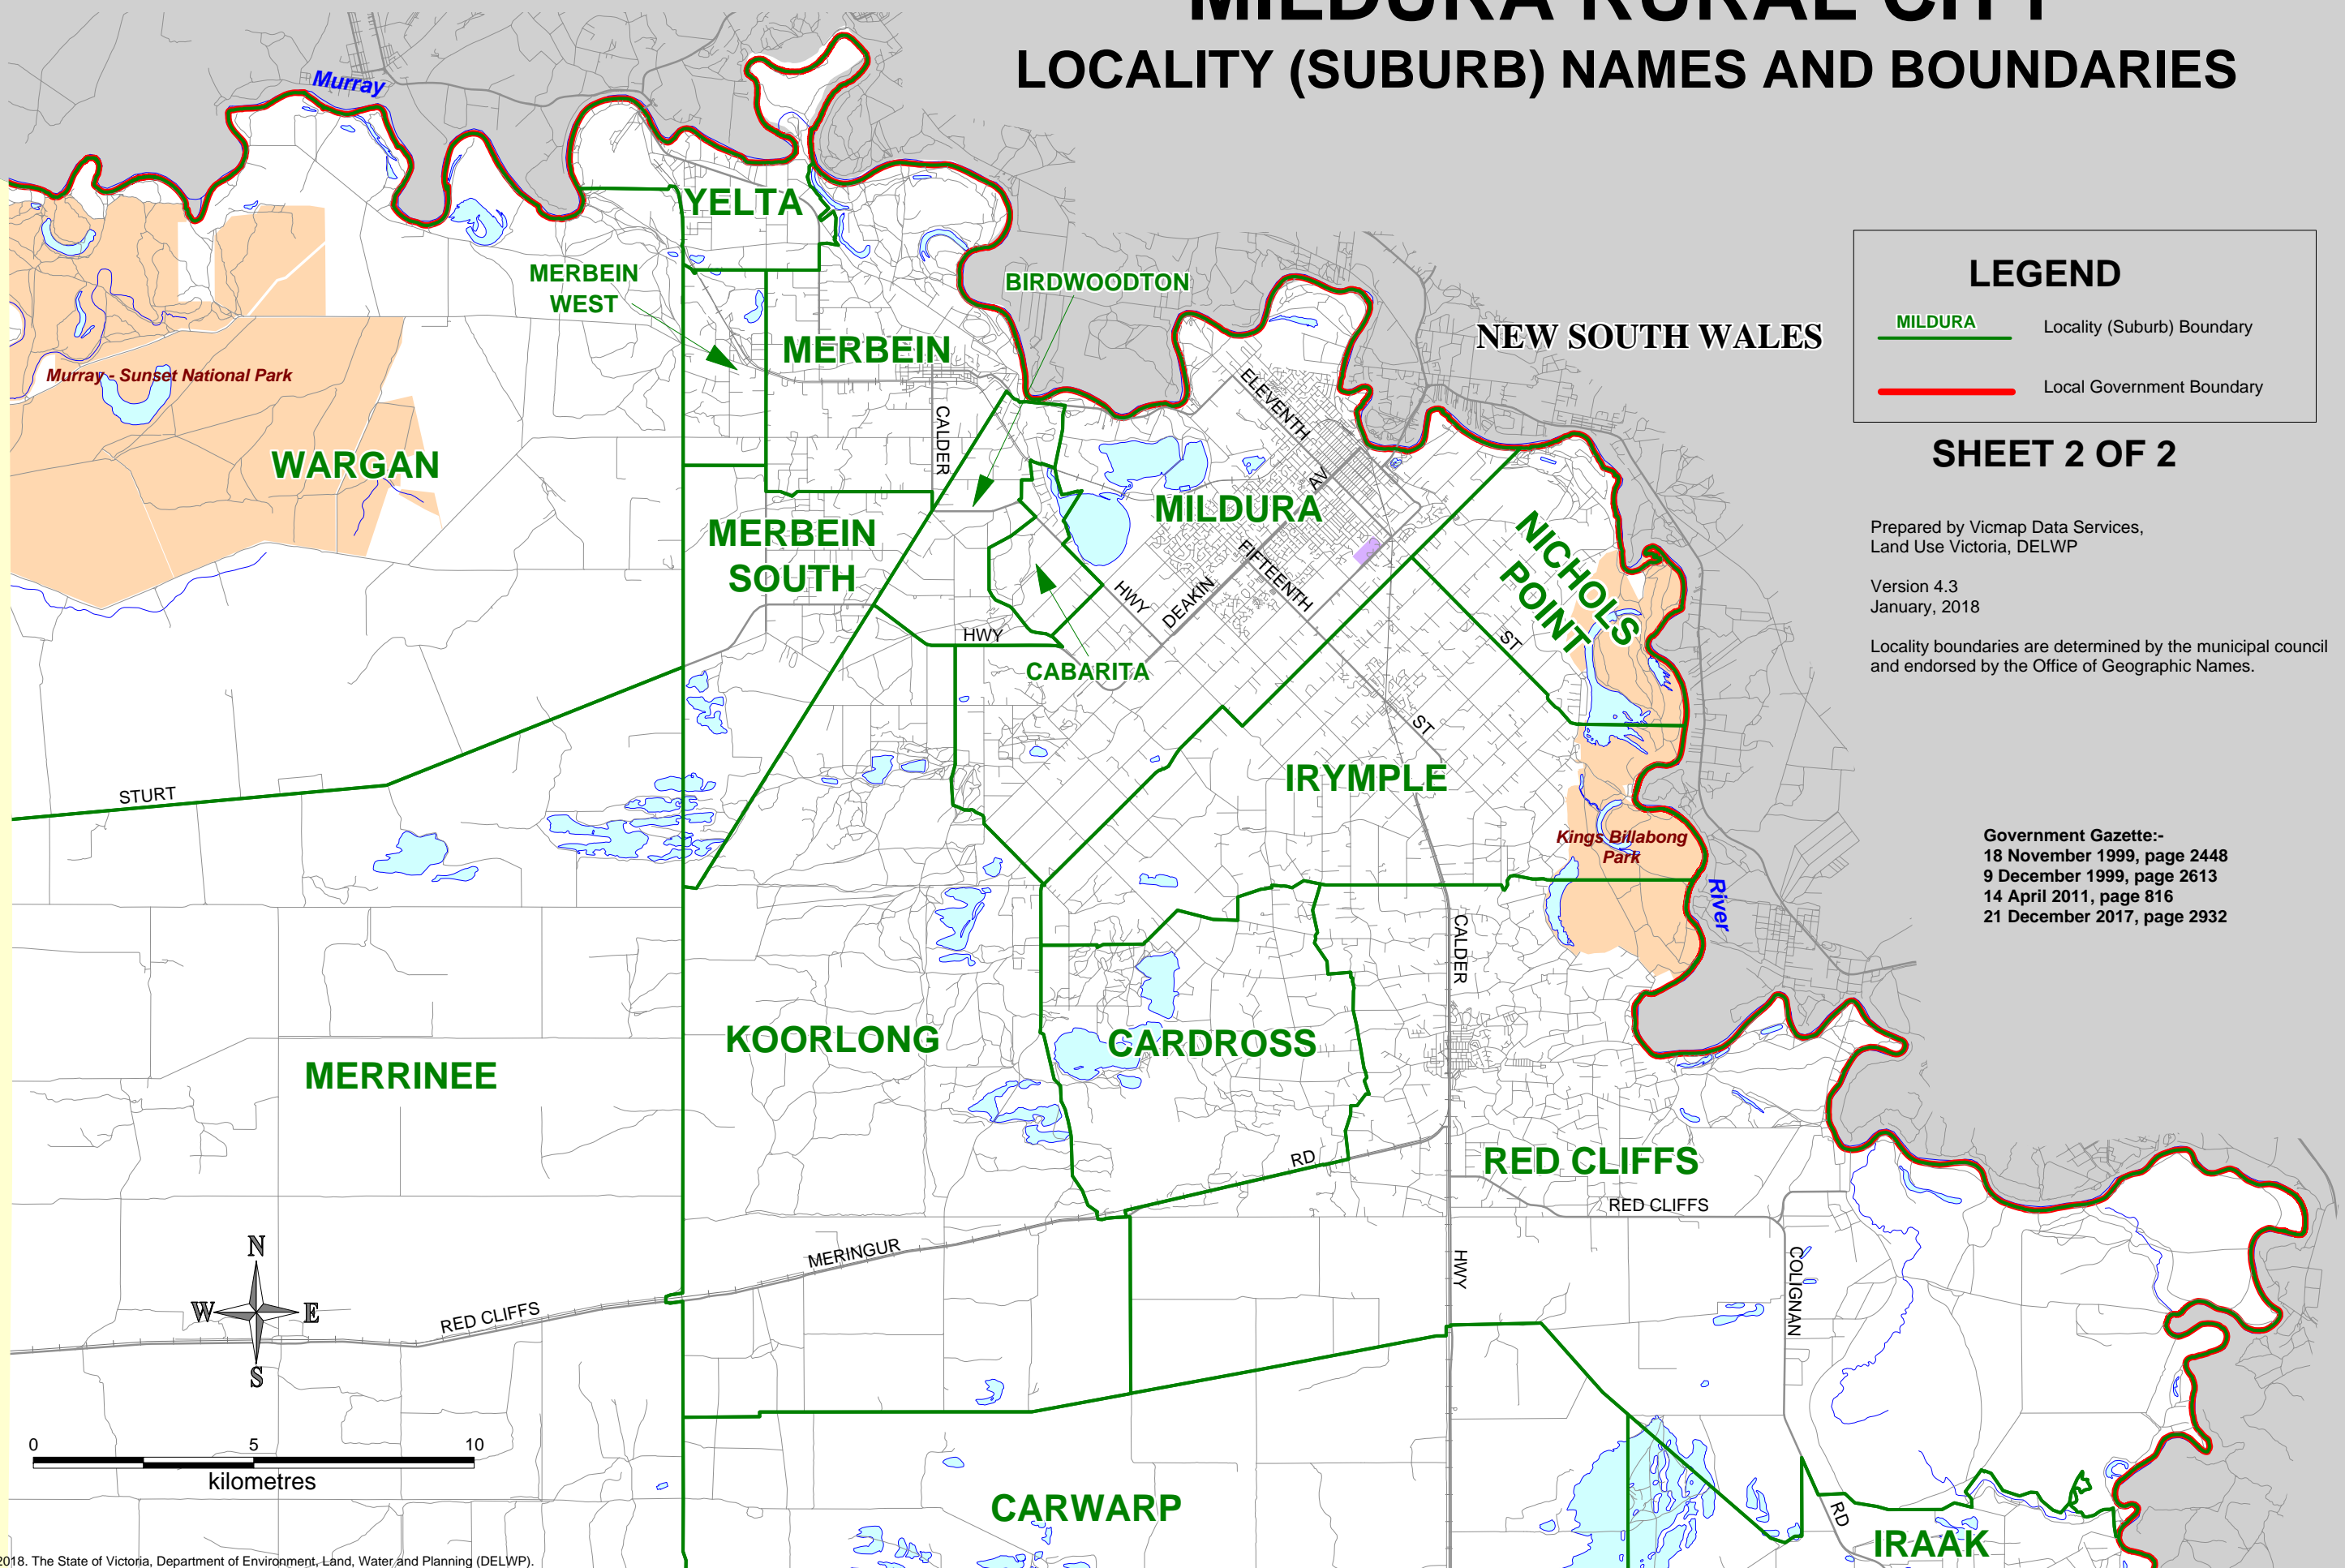 MILDURA RURAL CITY
LOCALITY (SUBURB) NAMES AND BOUNDARIES
Murray
YELTA
MERBEIN
WEST
BIRDWOODTON
MERBEIN
NEW SOUTH WALES
LEGEND
MILDURA
Locality (Suburb) Boundary
Local Government Boundary
SHEET 2 OF 2
Prepared by Vicmap Data Services,
Land Use Victoria, DELWP
Version 4.3
January, 2018
Locality boundaries are determined by the municipal council
and endorsed by the Office of Geographic Names.
Government Gazette:-
18 November 1999, page 2448
9 December 1999, page 2613
14 April 2011, page 816
21 December 2017, page 2932
Murray - Sunset National Park
WARGAN
CALDER
ELEVENTH
AV
MILDURA
MERBEIN
SOUTH
NICHOLS
POINT
FIFTEENTH
HWY
DEAKIN
HWY
ST
CABARITA
ST
STURT
IRYMPLE
Kings Billabong
Park
River
CALDER
KOORLONG
CARDROSS
MERRINEE
RD
RED CLIFFS
RED CLIFFS
MERINGUR
HWY
COLIGNAN
RED CLIFFS
N
W
E
S
0
5
10
kilometres
CARWARP
RD
IRAAK
2018. The State of Victoria, Department of Environment, Land, Water and Planning (DELWP).